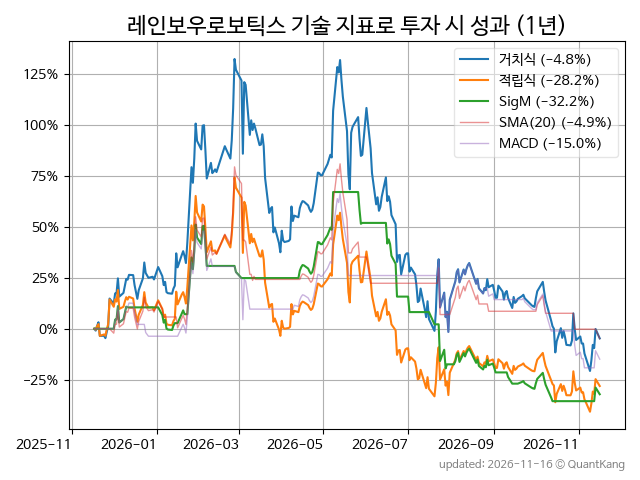 레인보우로보틱스 기술 지표로 투자 시 성과 (1년)
거치식 (−4.8%)
적립식 (−28.2%)
SigM (−32.2%)
SMA(20) (−4.9%)
MACD (−15.0%)
125%
100%
75%
50%
25%
0%
−25%
2025-11 2026-01 2026-03 2026-05 2026-07 2026-09 2026-11
updated: 2026-11-16 © QuantKang